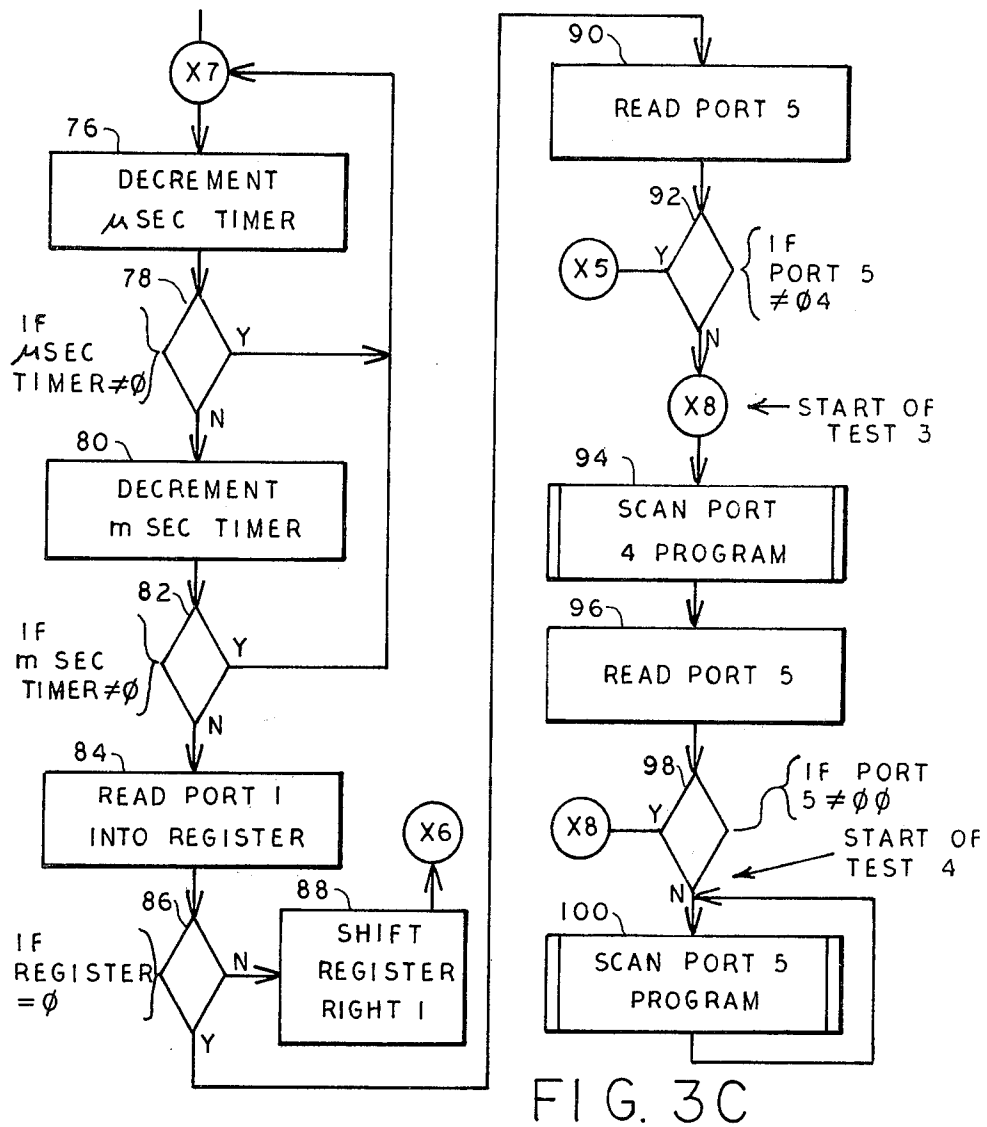 X7
76
DECREMENT
μSEC TIMER
78
IF
μSEC
TIMER≠Ø
Y
N
80
DECREMENT
m SEC TIMER
82
IF
m SEC
TIMER≠Ø
Y
N
84
READ PORT 1
INTO REGISTER
X6
86
IF
REGISTER
= Ø
N
Y
88
SHIFT
REGISTER
RIGHT 1
90
READ PORT 5
92
X5
Y
IF
PORT 5
≠Ø4
N
X8
START OF
TEST 3
94
SCAN PORT
4 PROGRAM
96
READ PORT 5
98
X8
Y
IF PORT
5≠ØØ
START OF
TEST 4
N
100
SCAN PORT 5
PROGRAM
FIG. 3C